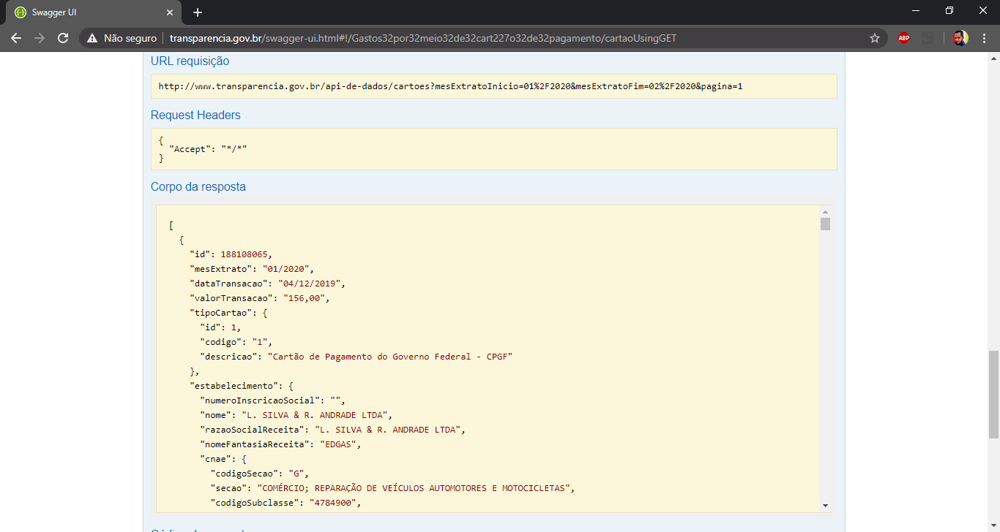 Swagger UI
Não seguro
transparencia.gov.br/swagger-ui.html#!/Gastos32por32meio32de32cart227o32de32pagamento/cartaoUsingGET
ABP
URL requisição
http://www.transparencia.gov.br/api-de-dados/cartoes?mesExtratoInicio=01%2F2020&mesExtratoFim=02%2F2020&pagina=1
Request Headers
{
"Accept": "*/*"
}
Corpo da resposta
[
{
"id": 188108065,
"mesExtrato": "01/2020",
"dataTransacao": "04/12/2019",
"valorTransacao": "156,00",
"tipoCartao": {
"id": 1,
"codigo": "1",
"descricao": "Cartão de Pagamento do Governo Federal - CPGF"
},
"estabelecimento": {
"numeroInscricaoSocial": "",
"nome": "L. SILVA & R. ANDRADE LTDA",
"razaoSocialReceita": "L. SILVA & R. ANDRADE LTDA",
"nomeFantasiaReceita": "EDGAS",
"cnae": {
"codigoSecao": "G",
"secao": "COMÉRCIO; REPARAÇÃO DE VEÍCULOS AUTOMOTORES E MOTOCICLETAS",
"codigoSubclasse": "4784900",